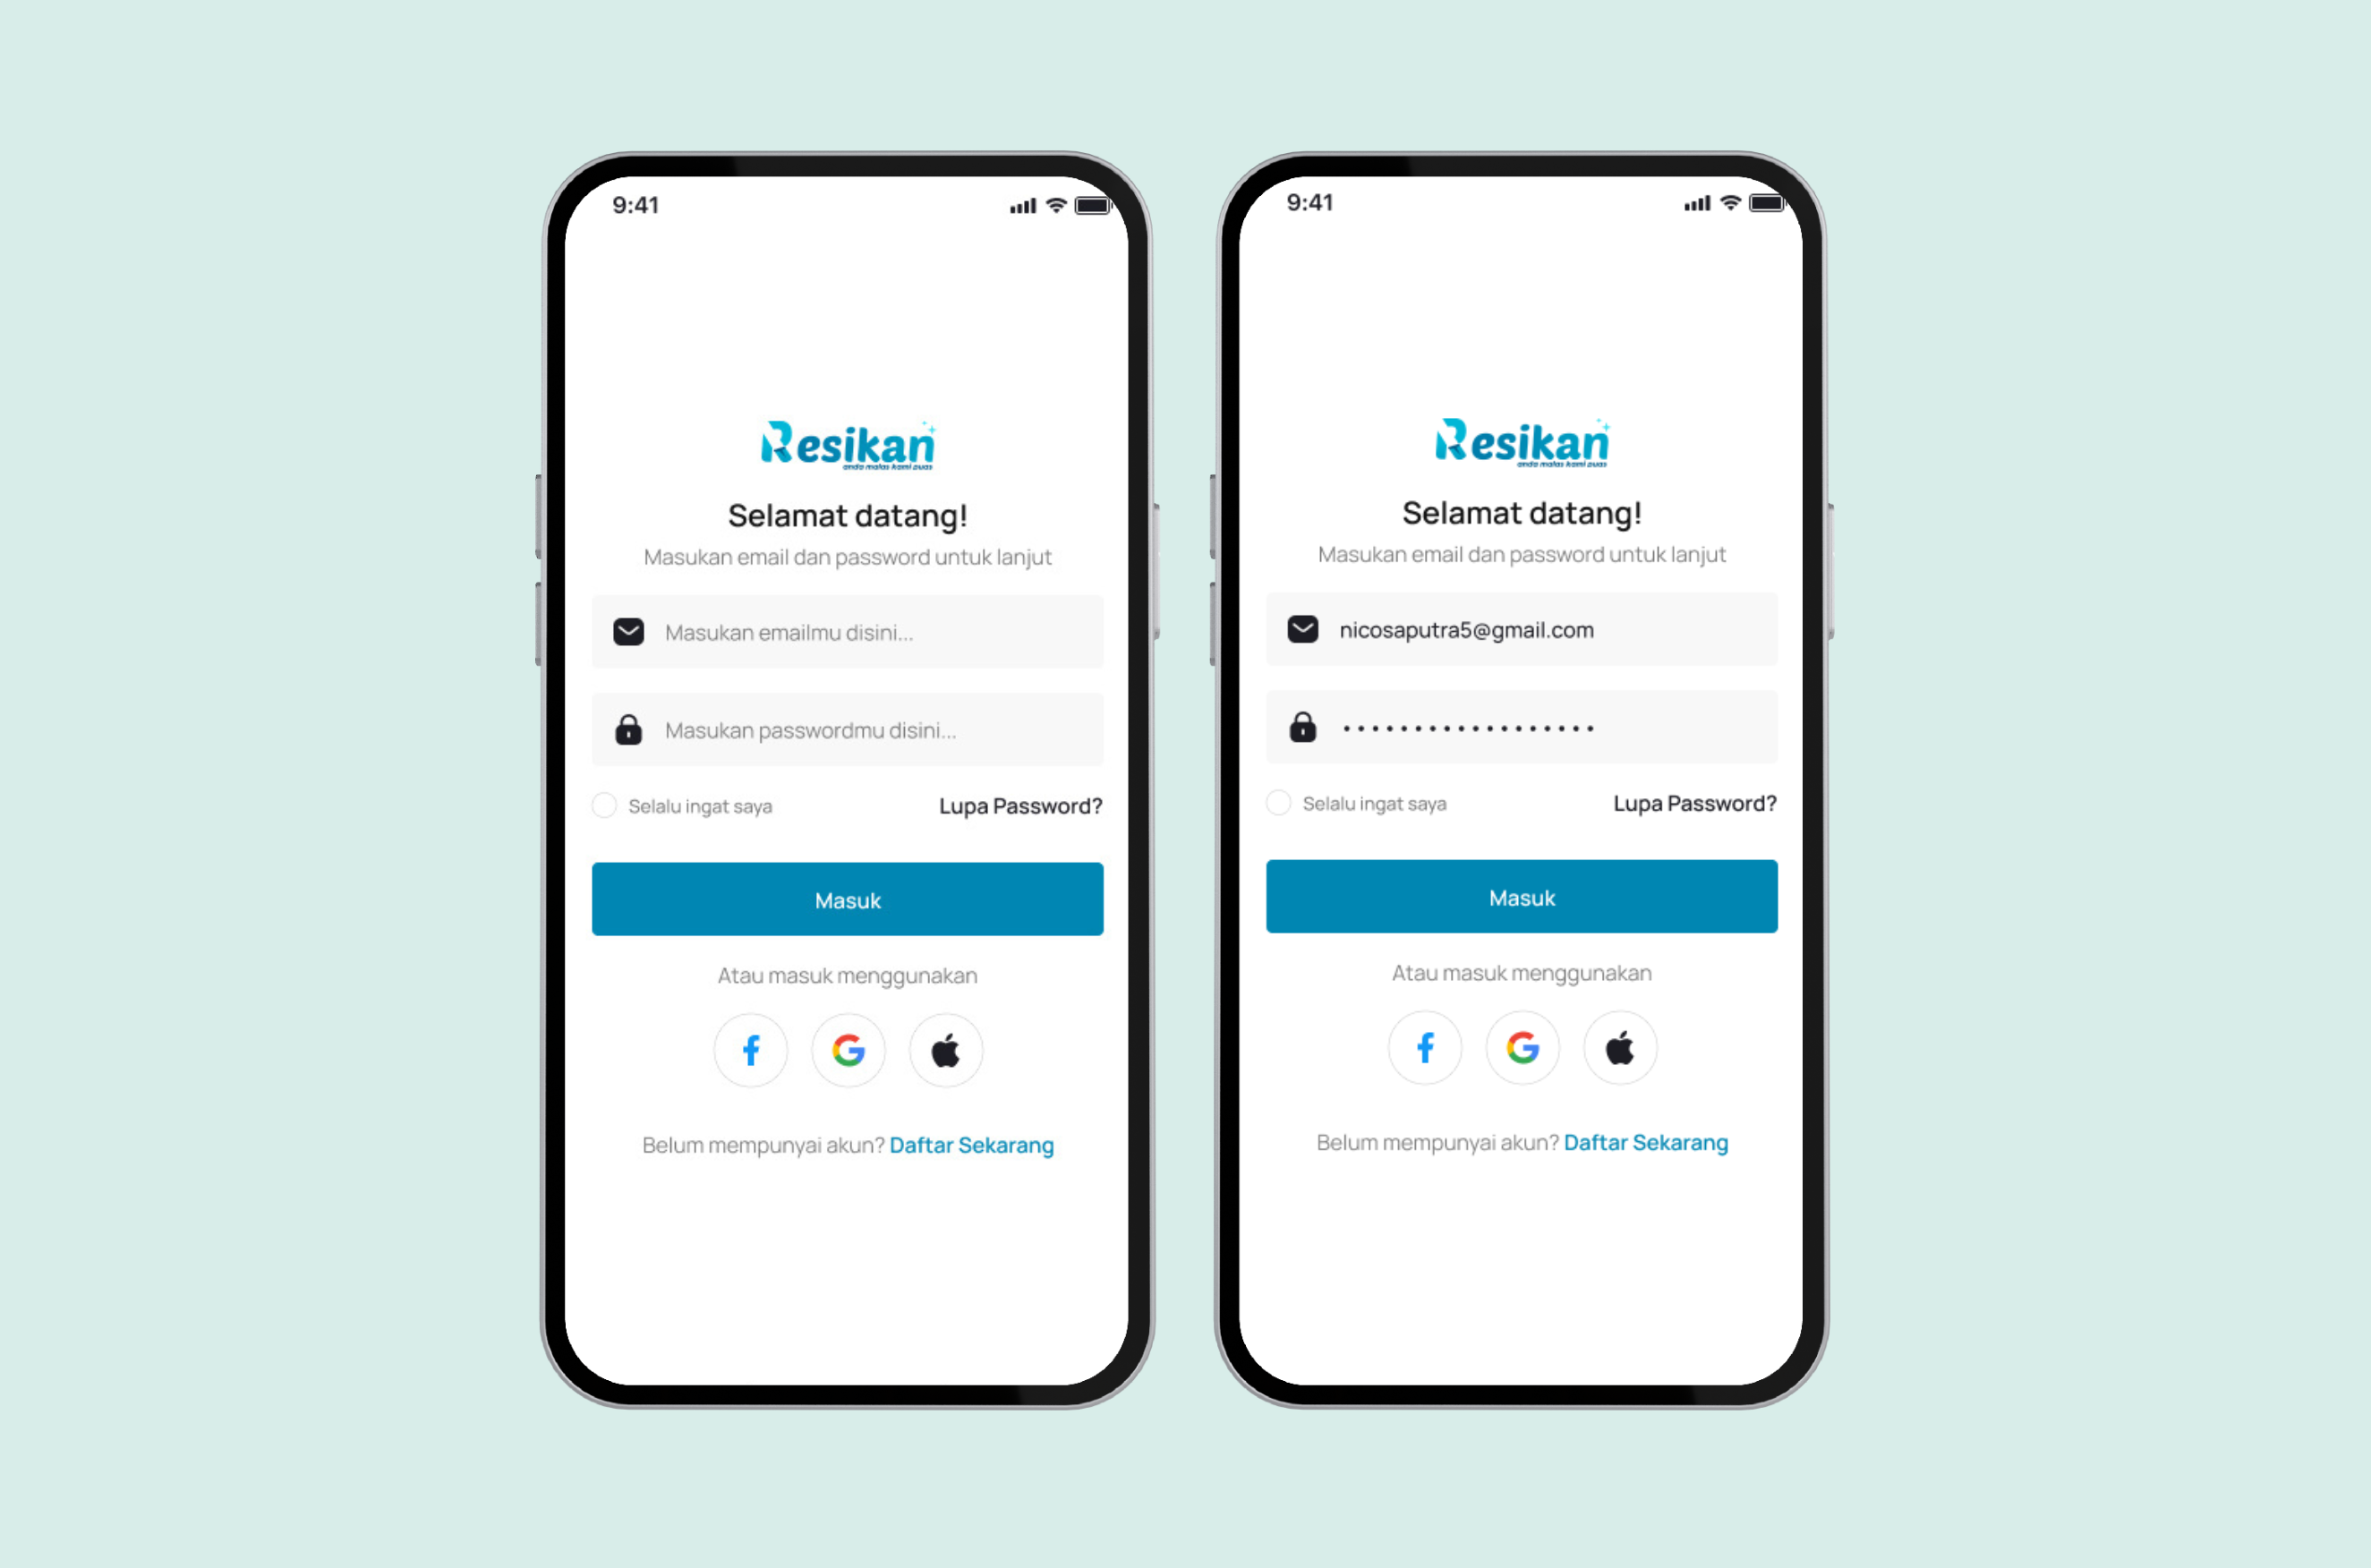 9:41
Resikan
anda malas kami puas
Selamat datang!
Masukan email dan password untuk lanjut
Masukan emailmu disini...
Masukan passwordmu disini...
Selalu ingat saya
Lupa Password?
Masuk
Atau masuk menggunakan
Belum mempunyai akun? Daftar Sekarang
9:41
Resikan
anda malas kami puas
Selamat datang!
Masukan email dan password untuk lanjut
nicosaputra5@gmail.com
••••••••••••••••••
Selalu ingat saya
Lupa Password?
Masuk
Atau masuk menggunakan
Belum mempunyai akun? Daftar Sekarang